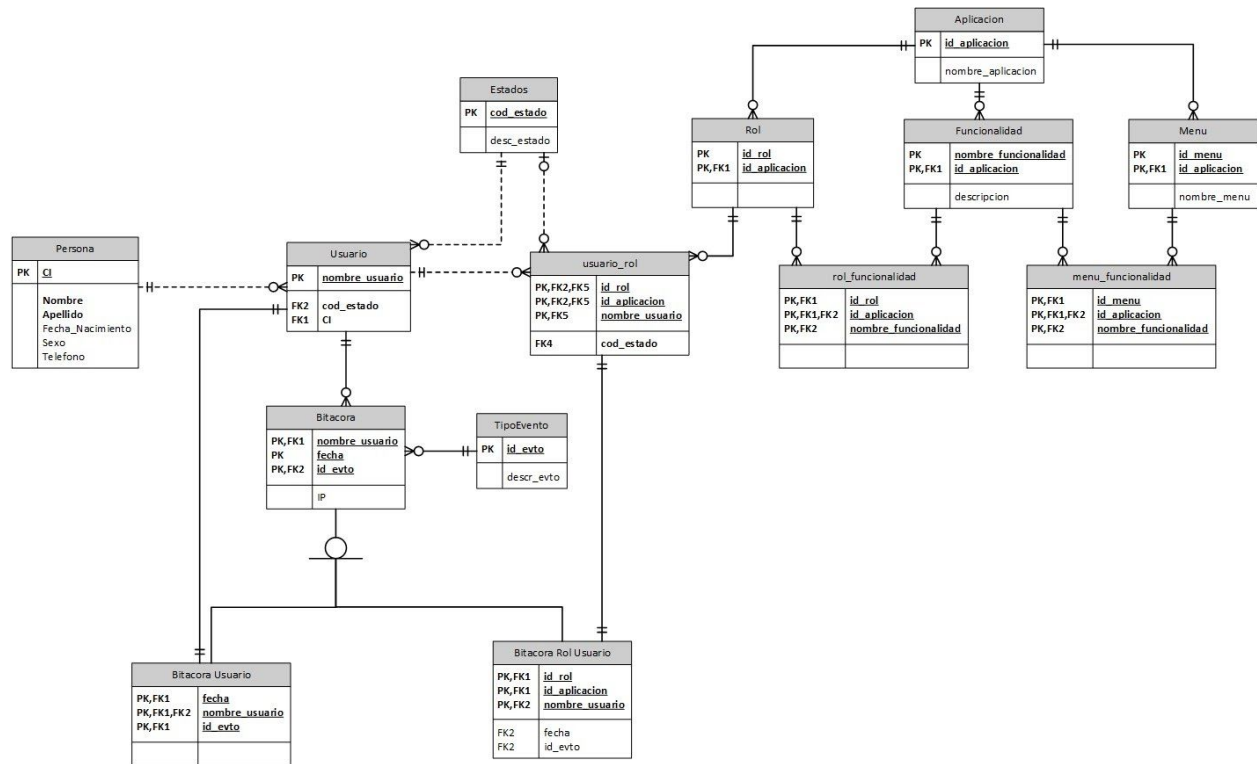 Aplicacion
PK id_aplicacion
nombre_aplicacion
Estados
PK cod_estado
desc_estado
Rol
PK id_rol
PK,FK1 id_aplicacion
Funcionalidad
PK nombre_funcionalidad
PK,FK1 id_aplicacion
descripcion
Menu
PK id_menu
PK,FK1 id_aplicacion
nombre_menu
Persona
PK CI
Nombre
Apellido
Fecha_Nacimiento
Sexo
Telefono
Usuario
PK nombre_usuario
FK2 cod_estado
FK1 CI
usuario_rol
PK,FK2,FK5 id_rol
PK,FK2,FK5 id_aplicacion
PK,FK5 nombre_usuario
FK4 cod_estado
rol_funcionalidad
PK,FK1 id_rol
PK,FK1,FK2 id_aplicacion
PK,FK2 nombre_funcionalidad
menu_funcionalidad
PK,FK1 id_menu
PK,FK1,FK2 id_aplicacion
PK,FK2 nombre_funcionalidad
Bitacora
PK,FK1 nombre_usuario
PK fecha
PK,FK2 id_evto
IP
TipoEvento
PK id_evto
descr_evto
Bitacora Usuario
PK,FK1 fecha
PK,FK1,FK2 nombre_usuario
PK,FK1 id_evto
Bitacora Rol Usuario
PK,FK1 id_rol
PK,FK1 id_aplicacion
PK,FK2 nombre_usuario
FK2 fecha
FK2 id_evto